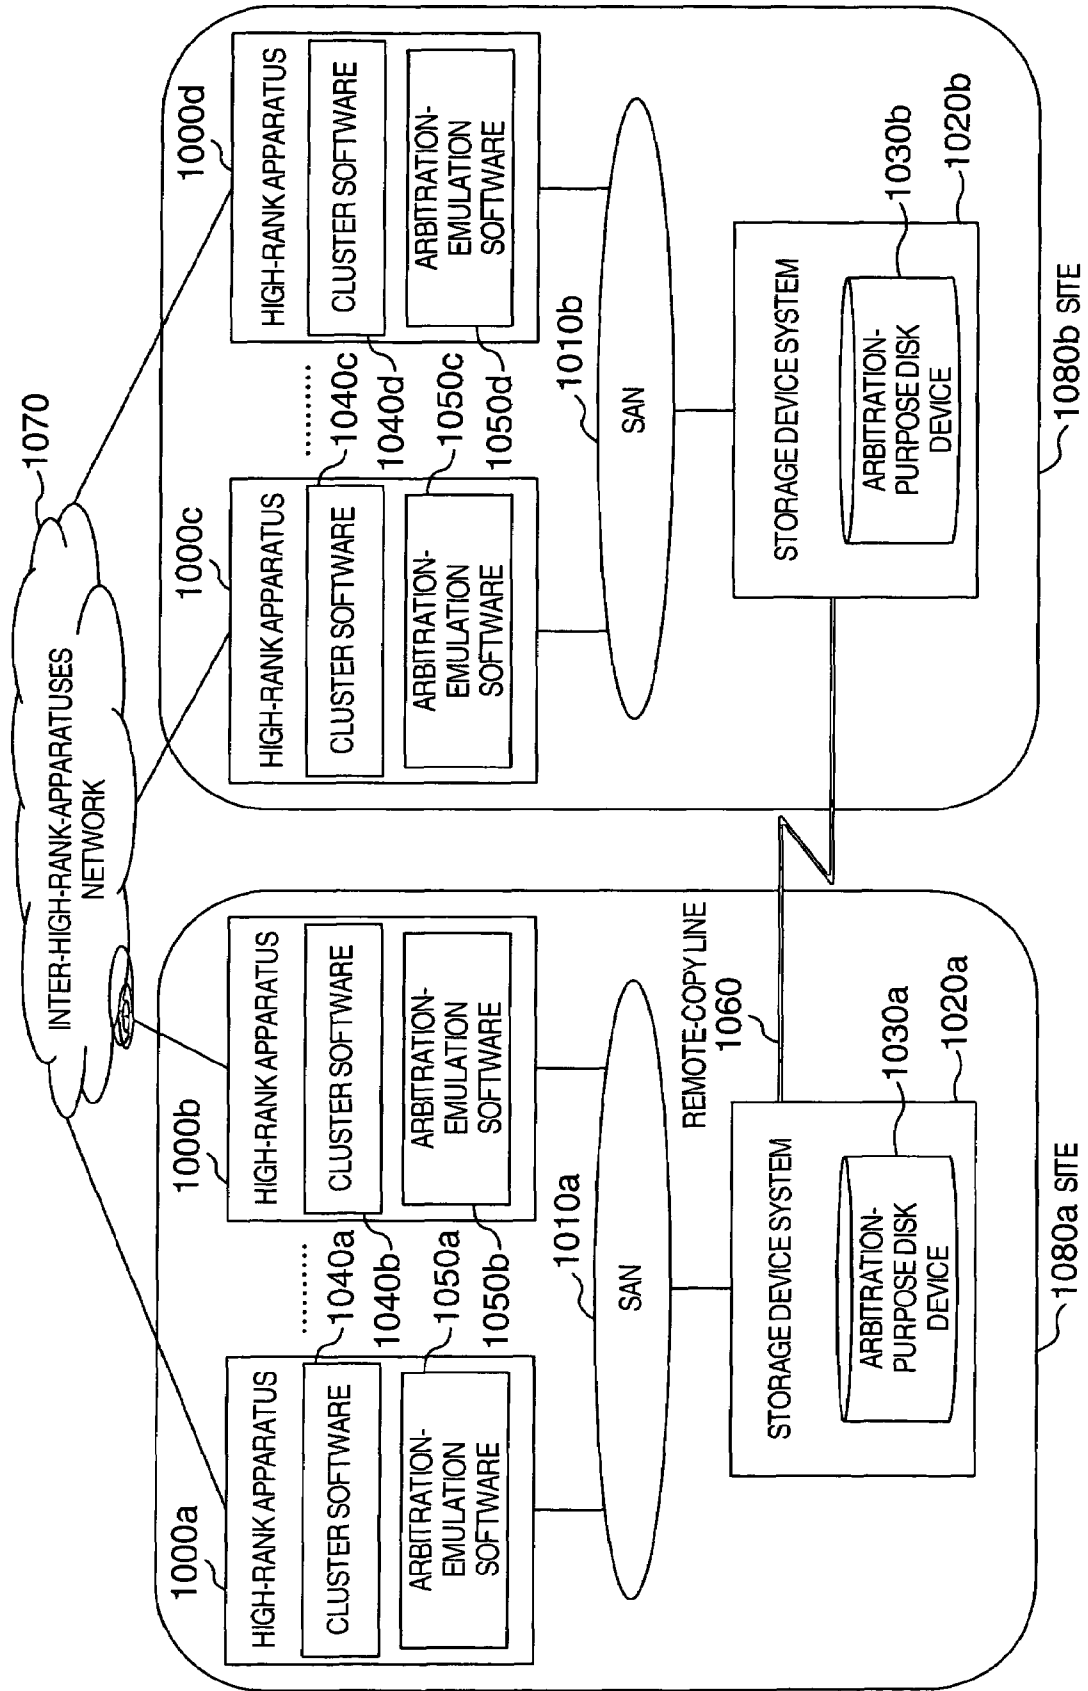 INTER-HIGH-RANK-APPARATUSES
NETWORK
1070
1000a
HIGH-RANK APPARATUS
CLUSTER SOFTWARE
ARBITRATION-
EMULATION
SOFTWARE
.........
1040a
1040b
1050a
1050b
1000b
HIGH-RANK APPARATUS
CLUSTER SOFTWARE
ARBITRATION-
EMULATION
SOFTWARE
1010a
SAN
STORAGE DEVICE SYSTEM
ARBITRATION-
PURPOSE DISK
DEVICE
1030a
1020a
1080a SITE
REMOTE-COPY LINE
1060
1000c
HIGH-RANK APPARATUS
CLUSTER SOFTWARE
ARBITRATION-
EMULATION
SOFTWARE
.........
1040c
1040d
1050c
1050d
1000d
HIGH-RANK APPARATUS
CLUSTER SOFTWARE
ARBITRATION-
EMULATION
SOFTWARE
1010b
SAN
STORAGE DEVICE SYSTEM
ARBITRATION-
PURPOSE DISK
DEVICE
1030b
1020b
1080b SITE